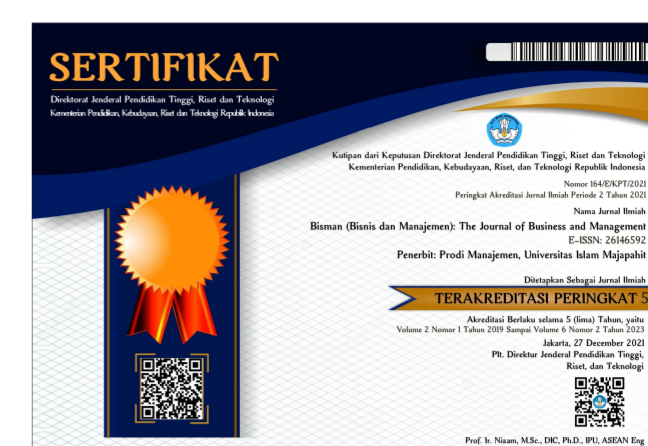 SERTIFIKAT
Direktorat Jenderal Pendidikan Tinggi, Riset dan Teknologi
Kementerian Pendidikan, Kebudayaan, Riset dan Teknologi Republik Indonesia
Kutipan dari Keputusan Direktorat Jenderal Pendidikan Tinggi, Riset dan Teknologi
Kementerian Pendidikan, Kebudayaan, Riset, dan Teknologi Republik Indonesia
Nomor 164/E/KPT/2021
Peringkat Akreditasi Jurnal Ilmiah Periode 2 Tahun 2021
Nama Jurnal Ilmiah
Bisman (Bisnis dan Manajemen): The Journal of Business and Management
E-ISSN: 26146592
Penerbit: Prodi Manajemen, Universitas Islam Majapahit
Ditetapkan Sebagai Jurnal Ilmiah
TERAKREDITASI PERINGKAT 5
Akreditasi Berlaku selama 5 (lima) Tahun, yaitu
Volume 2 Nomor 1 Tahun 2019 Sampai Volume 6 Nomor 2 Tahun 2023
Jakarta, 27 December 2021
Plt. Direktur Jenderal Pendidikan Tinggi,
Riset, dan Teknologi
Prof. Ir. Nizam, M.Sc., DIC, Ph.D., IPU, ASEAN Eng